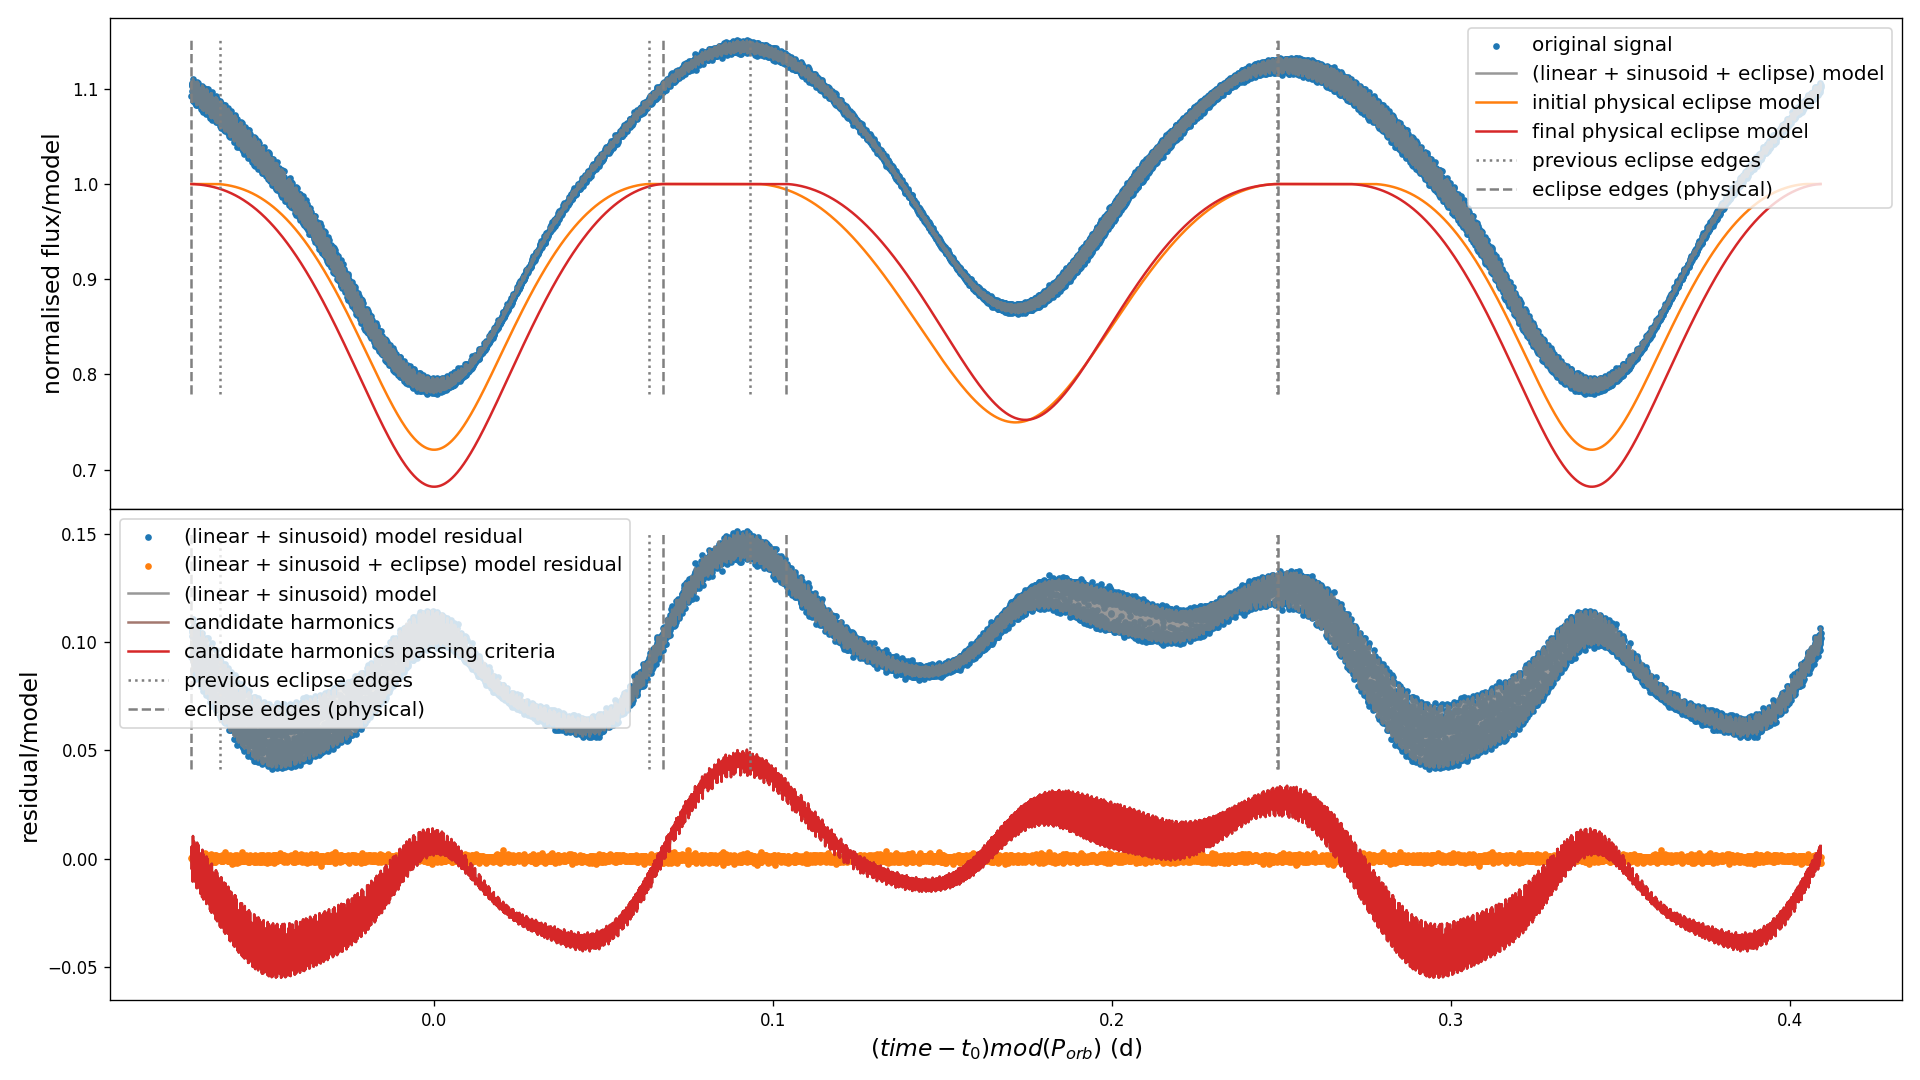 normalised flux/model
1.1
1.0
0.9
0.8
0.7
original signal
(linear + sinusoid + eclipse) model
initial physical eclipse model
final physical eclipse model
previous eclipse edges
eclipse edges (physical)
residual/model
0.15
0.10
0.05
0.00
−0.05
(linear + sinusoid) model residual
(linear + sinusoid + eclipse) model residual
(linear + sinusoid) model
candidate harmonics
candidate harmonics passing criteria
previous eclipse edges
eclipse edges (physical)
0.0 0.1 0.2 0.3 0.4
(time − t₀)mod(P_orb) (d)